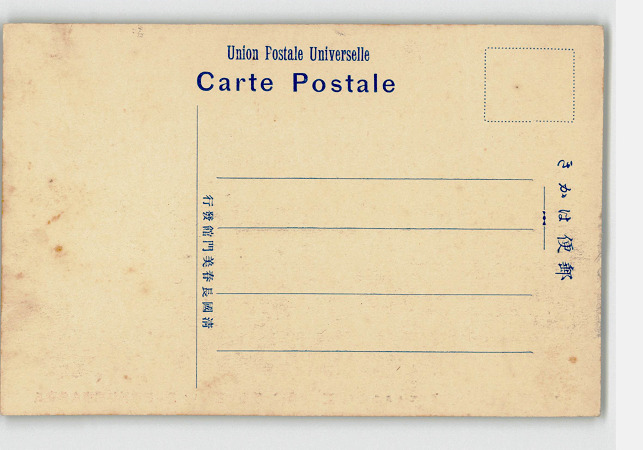 Union Postale Universelle
Carte Postale
郵便はかき
清國長春美門館發行